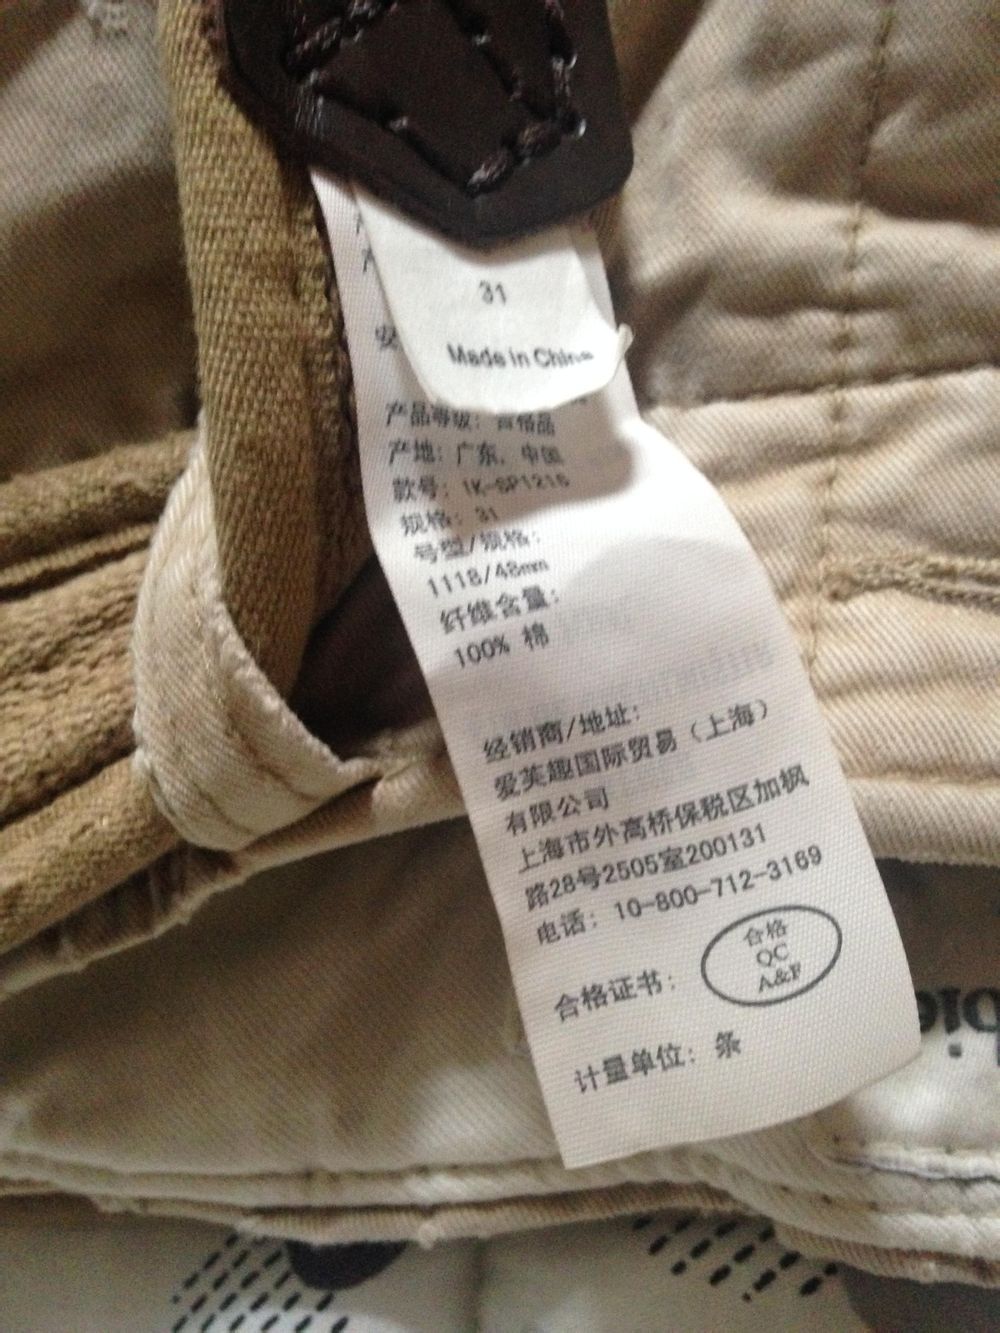 31
Made in China
安
产品等级: 合格品
产地: 广东, 中国
款号: IK-SP1216
规格: 31
号型/规格:
1118/48mm
纤维含量:
100% 棉
经销商/地址:
爱芙趣国际贸易 (上海)
有限公司
上海市外高桥保税区加枫
路28号2505室200131
电话: 10-800-712-3169
合格证书:
合格
QC
A&F
计量单位: 条